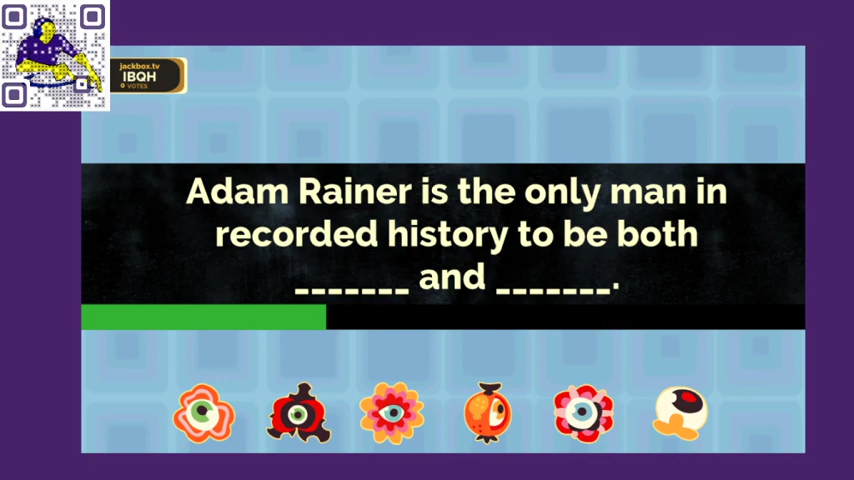 jackbox.tv
IBQH
0 VOTES
Adam Rainer is the only man in
recorded history to be both
_______ and _______.